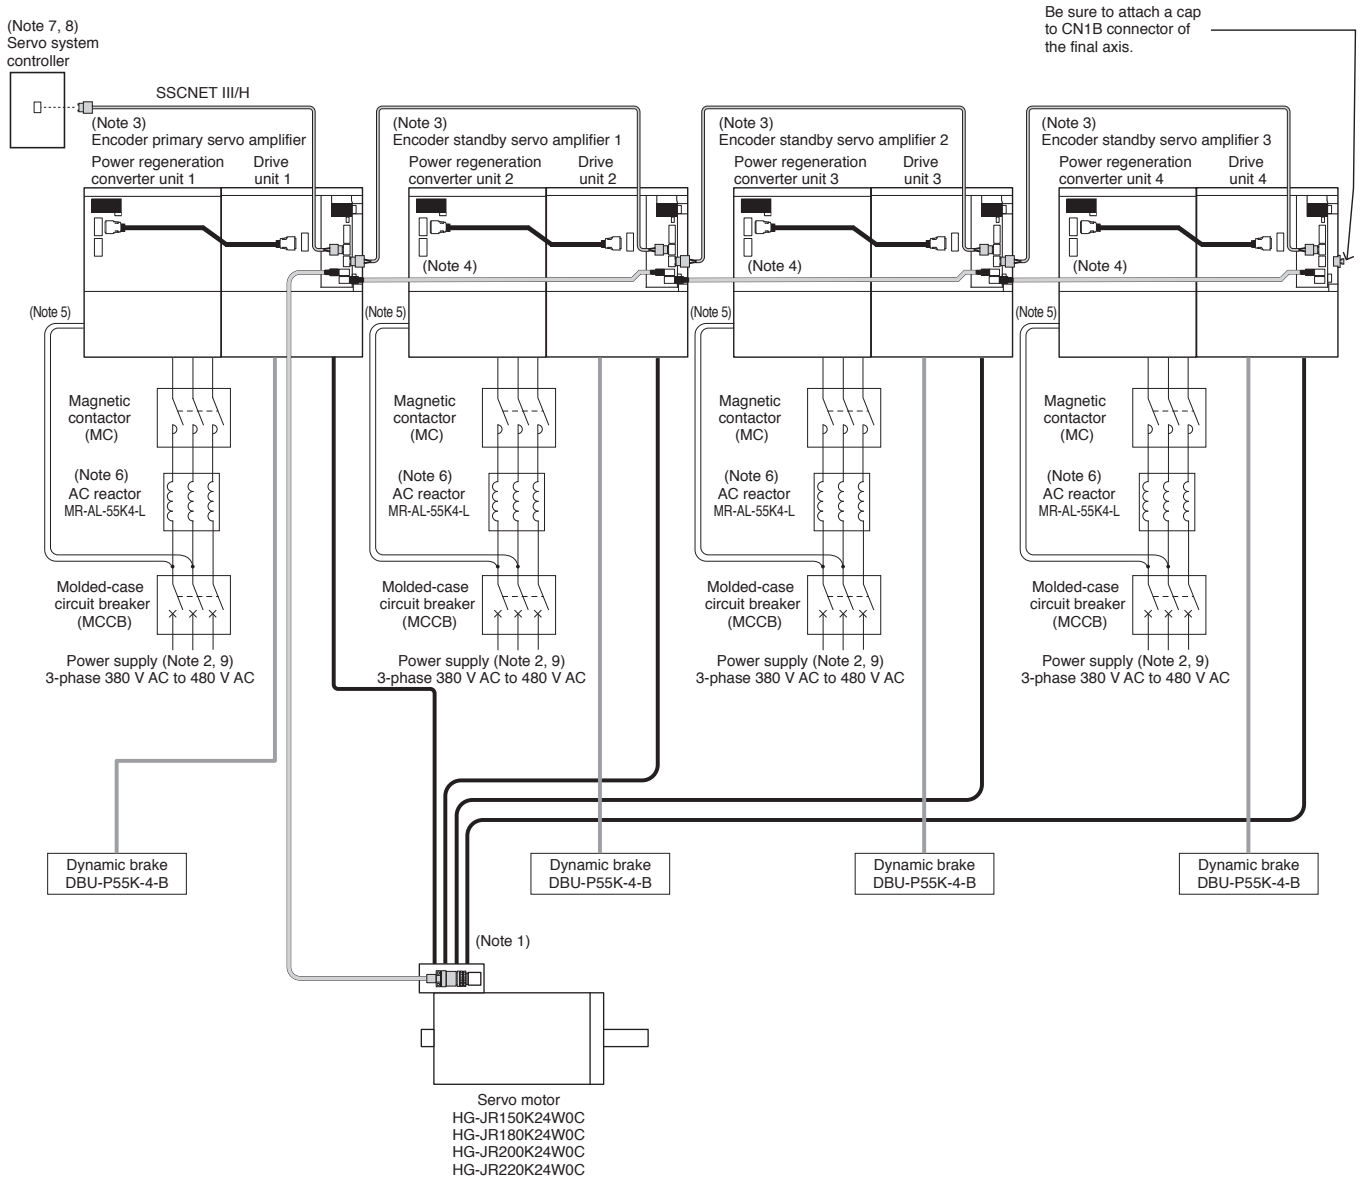 Be sure to attach a cap
to CN1B connector of
the final axis.
(Note 7, 8)
Servo system
controller
SSCNET III/H
(Note 3)
Encoder primary servo amplifier
Power regeneration
converter unit 1
Drive
unit 1
(Note 3)
Encoder standby servo amplifier 1
Power regeneration
converter unit 2
Drive
unit 2
(Note 3)
Encoder standby servo amplifier 2
Power regeneration
converter unit 3
Drive
unit 3
(Note 3)
Encoder standby servo amplifier 3
Power regeneration
converter unit 4
Drive
unit 4
(Note 4)
(Note 4)
(Note 4)
(Note 5)
(Note 5)
(Note 5)
(Note 5)
Magnetic
contactor
(MC)
Magnetic
contactor
(MC)
Magnetic
contactor
(MC)
Magnetic
contactor
(MC)
(Note 6)
AC reactor
MR-AL-55K4-L
(Note 6)
AC reactor
MR-AL-55K4-L
(Note 6)
AC reactor
MR-AL-55K4-L
(Note 6)
AC reactor
MR-AL-55K4-L
Molded-case
circuit breaker
(MCCB)
Molded-case
circuit breaker
(MCCB)
Molded-case
circuit breaker
(MCCB)
Molded-case
circuit breaker
(MCCB)
Power supply (Note 2, 9)
3-phase 380 V AC to 480 V AC
Power supply (Note 2, 9)
3-phase 380 V AC to 480 V AC
Power supply (Note 2, 9)
3-phase 380 V AC to 480 V AC
Power supply (Note 2, 9)
3-phase 380 V AC to 480 V AC
Dynamic brake
DBU-P55K-4-B
Dynamic brake
DBU-P55K-4-B
Dynamic brake
DBU-P55K-4-B
Dynamic brake
DBU-P55K-4-B
(Note 1)
Servo motor
HG-JR150K24W0C
HG-JR180K24W0C
HG-JR200K24W0C
HG-JR220K24W0C